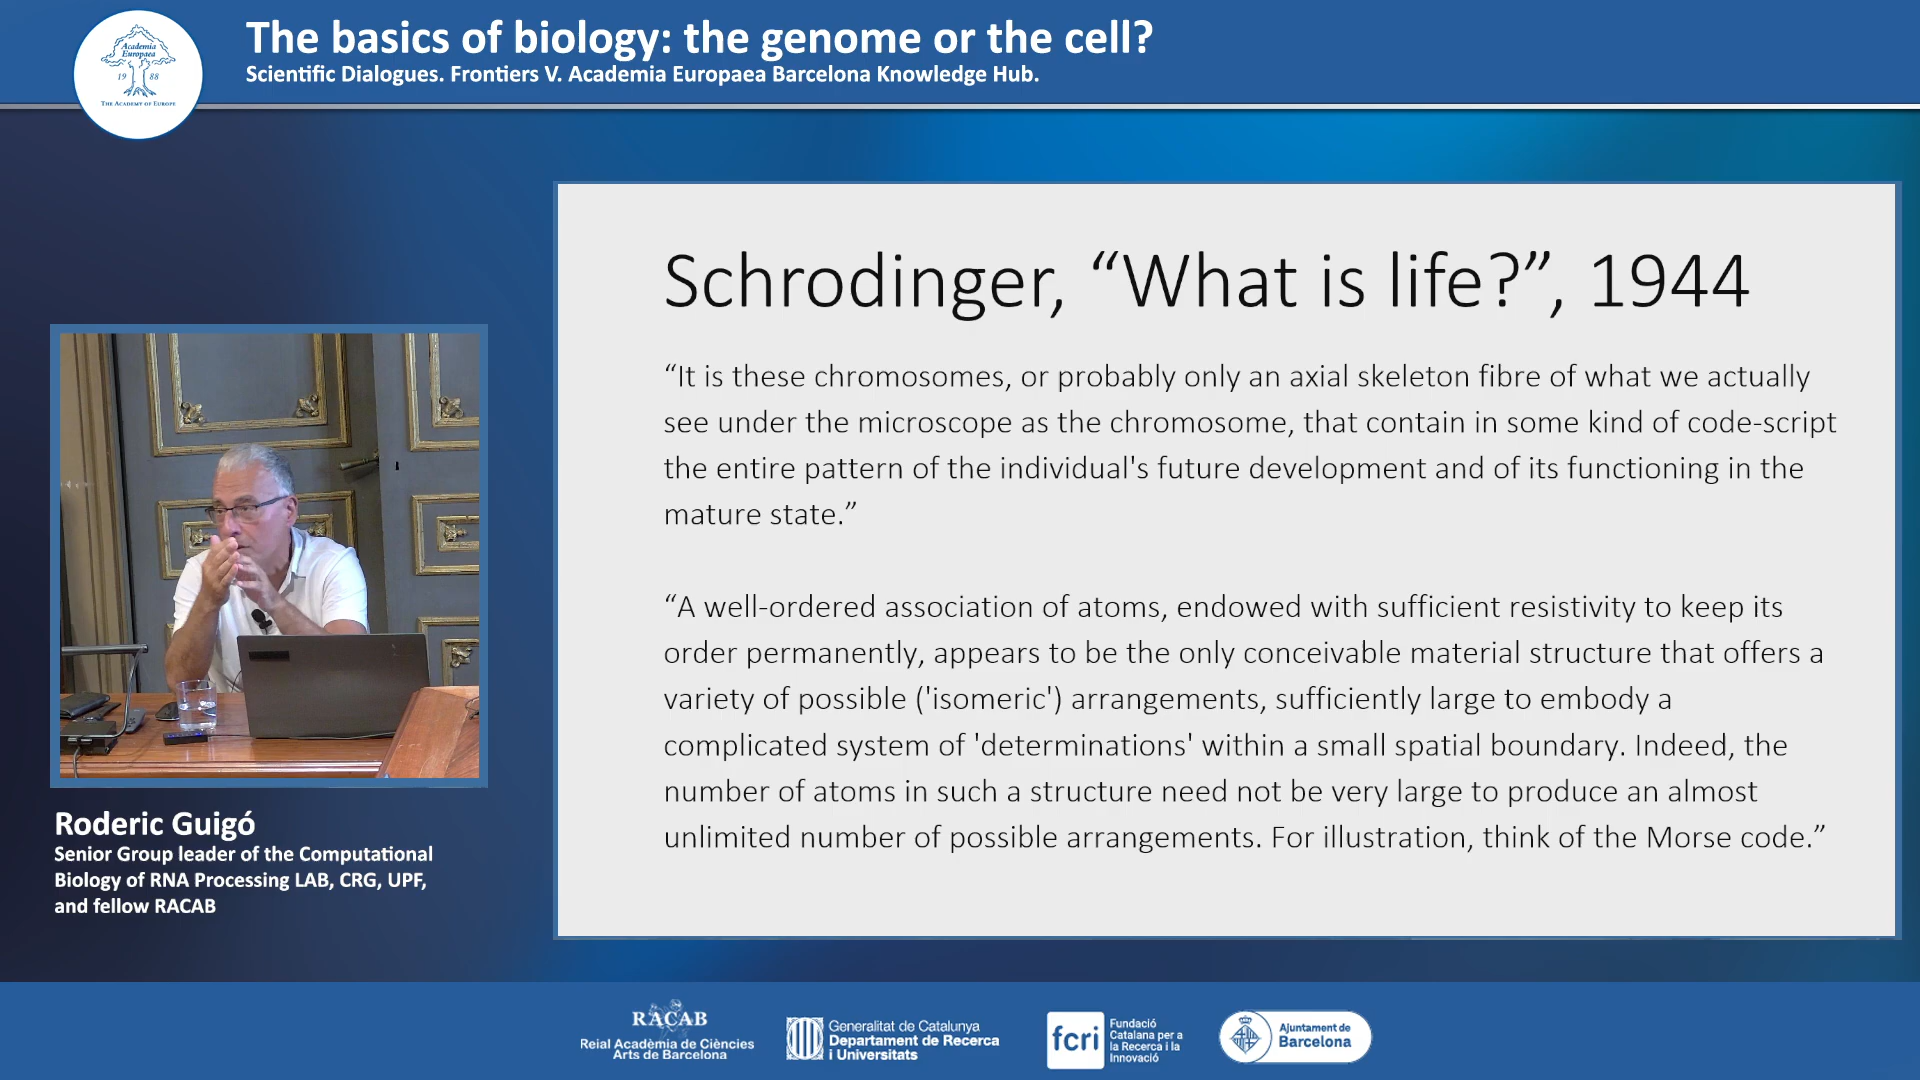 The basics of biology: the genome or the cell?
Scientific Dialogues. Frontiers V. Academia Europaea Barcelona Knowledge Hub.
Academia
Europaea
19 88
THE ACADEMY OF EUROPE
Schrodinger, “What is life?”, 1944
“It is these chromosomes, or probably only an axial skeleton fibre of what we actually
see under the microscope as the chromosome, that contain in some kind of code-script
the entire pattern of the individual's future development and of its functioning in the
mature state.”
“A well-ordered association of atoms, endowed with sufficient resistivity to keep its
order permanently, appears to be the only conceivable material structure that offers a
variety of possible ('isomeric') arrangements, sufficiently large to embody a
complicated system of 'determinations' within a small spatial boundary. Indeed, the
number of atoms in such a structure need not be very large to produce an almost
unlimited number of possible arrangements. For illustration, think of the Morse code.”
Roderic Guigó
Senior Group leader of the Computational
Biology of RNA Processing LAB, CRG, UPF,
and fellow RACAB
RACAB
Reial Acadèmia de Ciències
Arts de Barcelona
Generalitat de Catalunya
Departament de Recerca
i Universitats
fcri
Fundació
Catalana per a
la Recerca i la
Innovació
Ajuntament de
Barcelona